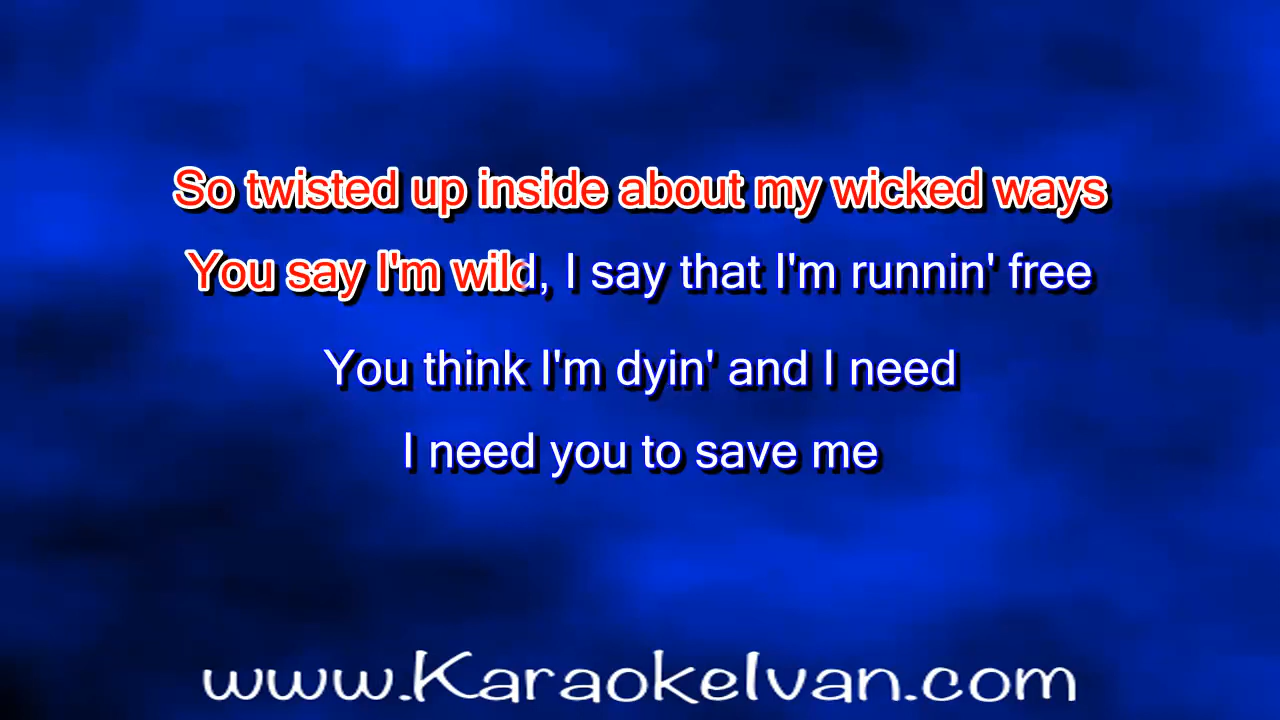 So twisted up inside about my wicked ways
You say I'm wild, I say that I'm runnin' free
You think I'm dyin' and I need
I need you to save me
www.KaraokeIvan.com